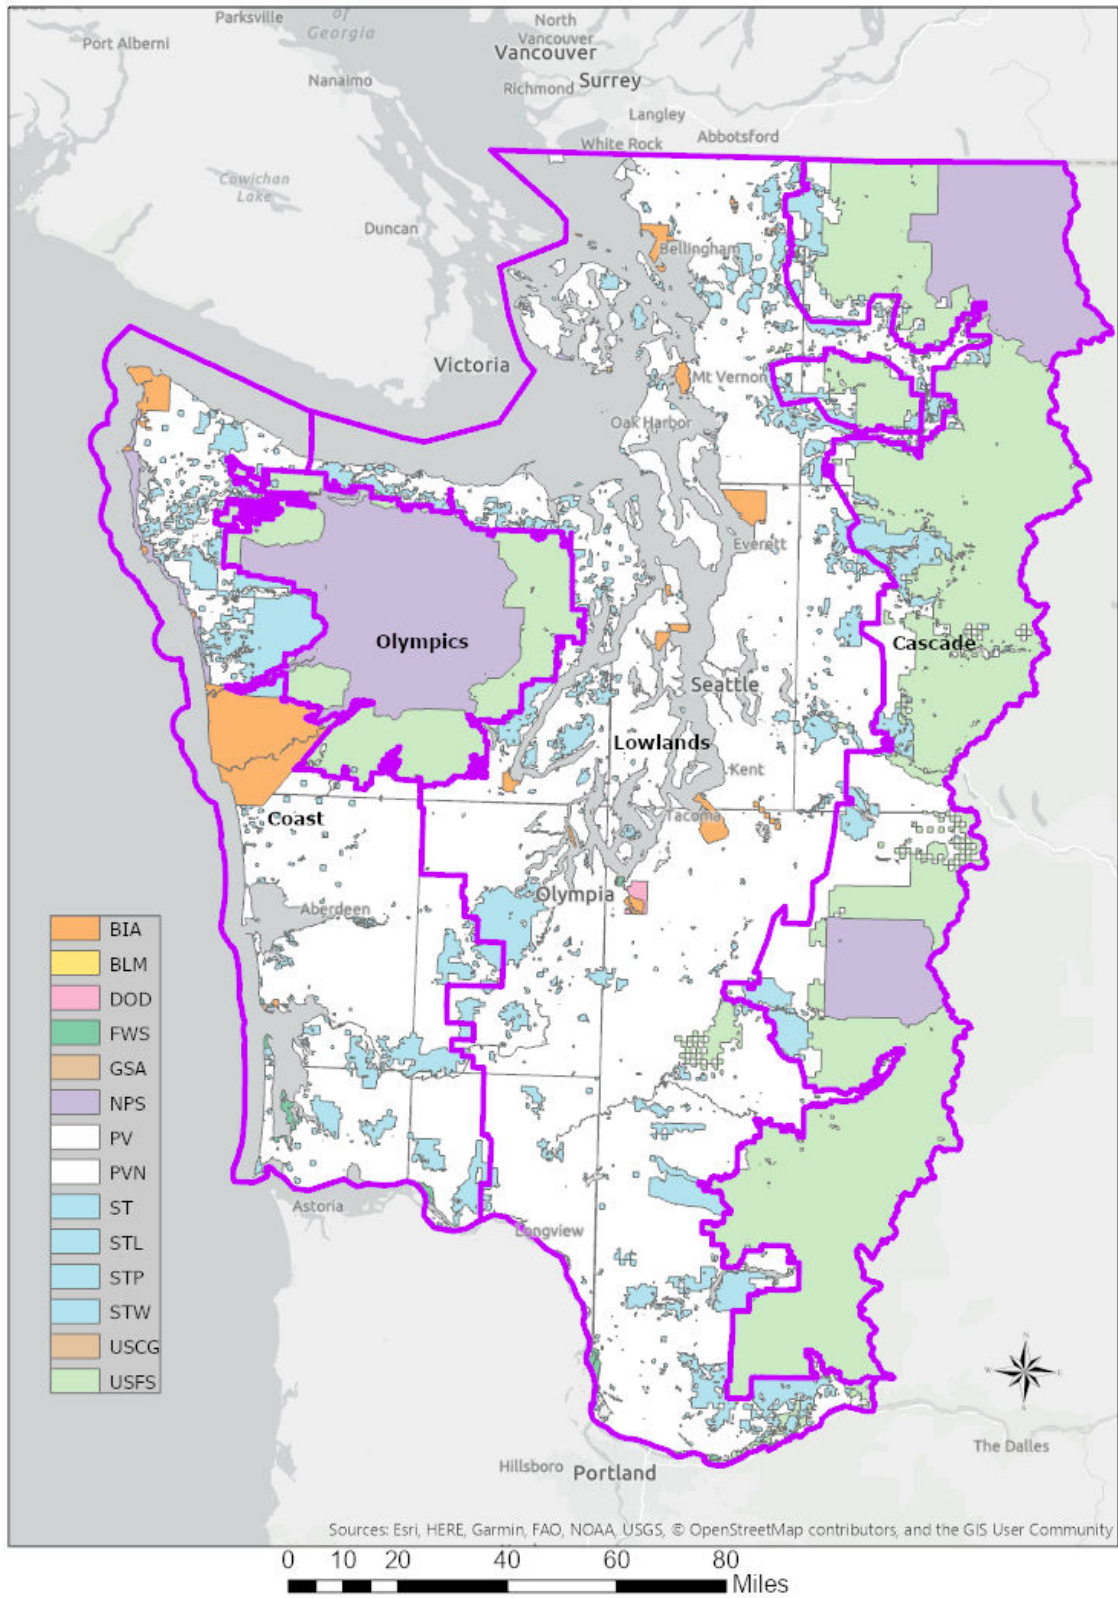 Parksville
of
Georgia
North
Vancouver
Port Alberni
Vancouver
Nanaimo
Richmond
Surrey
Langley
White Rock
Abbotsford
Cowichan
Lake
Duncan
Bellingham
Victoria
Mt Vernon
Oak Harbor
Everett
Olympics
Cascade
Seattle
Lowlands
Kent
Coast
Tacoma
Olympia
Aberdeen
BIA
BLM
DOD
FWS
GSA
NPS
PV
PVN
ST
STL
STP
STW
USCG
USFS
Astoria
Longview
N
W
E
S
The Dalles
Hillsboro
Portland
Sources: Esri, HERE, Garmin, FAO, NOAA, USGS, © OpenStreetMap contributors, and the GIS User Community
0 10 20 40 60 80
Miles